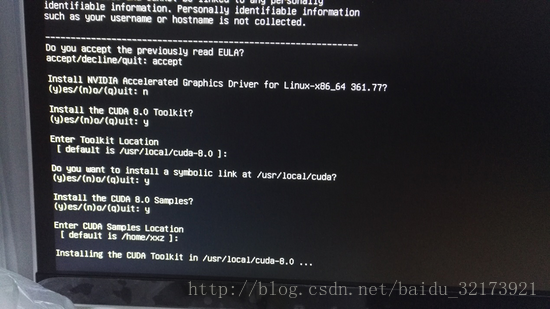 identifiable information. Personally identifiable information
such as your username or hostname is not collected.
------------------------------------------------------------
Do you accept the previously read EULA?
accept/decline/quit: accept
Install NVIDIA Accelerated Graphics Driver for Linux-x86_64 361.77?
(y)es/(n)o/(q)uit: n
Install the CUDA 8.0 Toolkit?
(y)es/(n)o/(q)uit: y
Enter Toolkit Location
[ default is /usr/local/cuda-8.0 ]:
Do you want to install a symbolic link at /usr/local/cuda?
(y)es/(n)o/(q)uit: y
Install the CUDA 8.0 Samples?
(y)es/(n)o/(q)uit: y
Enter CUDA Samples Location
[ default is /home/xxz ]:
Installing the CUDA Toolkit in /usr/local/cuda-8.0 ...
http://blog.csdn.net/baidu_32173921